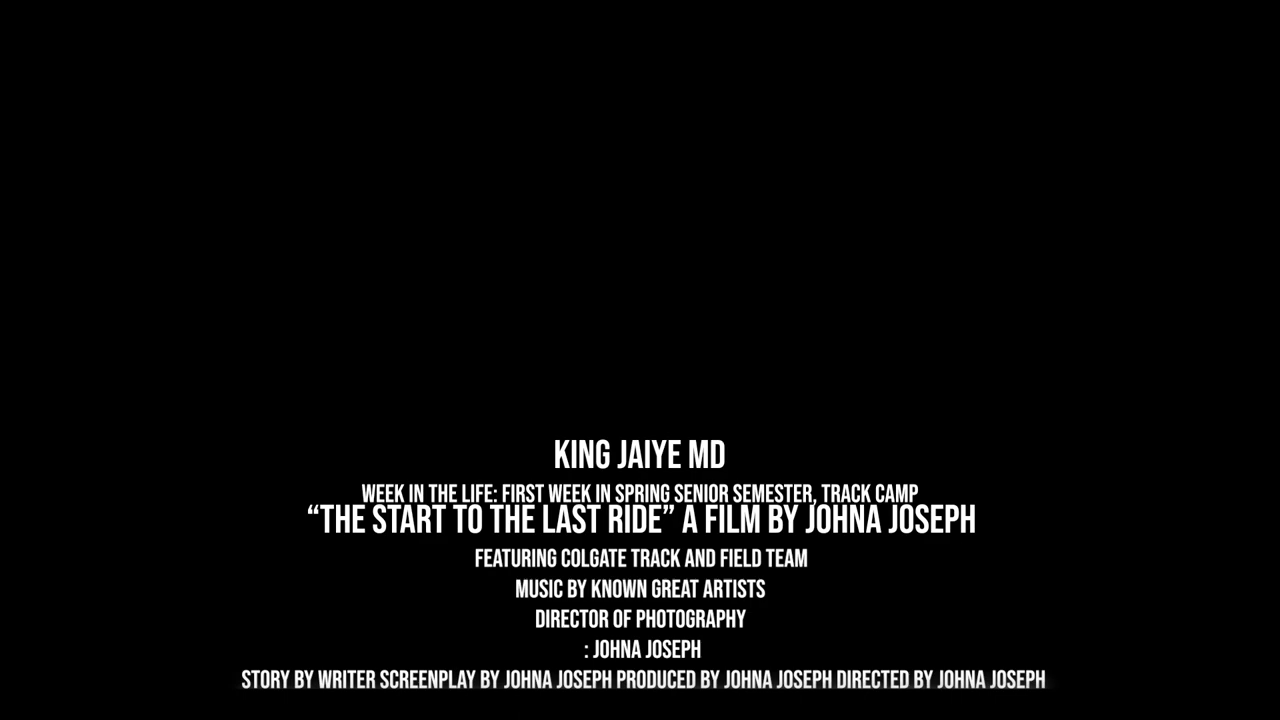 KING JAIYE MD
WEEK IN THE LIFE: FIRST WEEK IN SPRING SENIOR SEMESTER, TRACK CAMP
“THE START TO THE LAST RIDE” A FILM BY JOHNA JOSEPH
FEATURING COLGATE TRACK AND FIELD TEAM
MUSIC BY KNOWN GREAT ARTISTS
DIRECTOR OF PHOTOGRAPHY
: JOHNA JOSEPH
STORY BY WRITER SCREENPLAY BY JOHNA JOSEPH PRODUCED BY JOHNA JOSEPH DIRECTED BY JOHNA JOSEPH